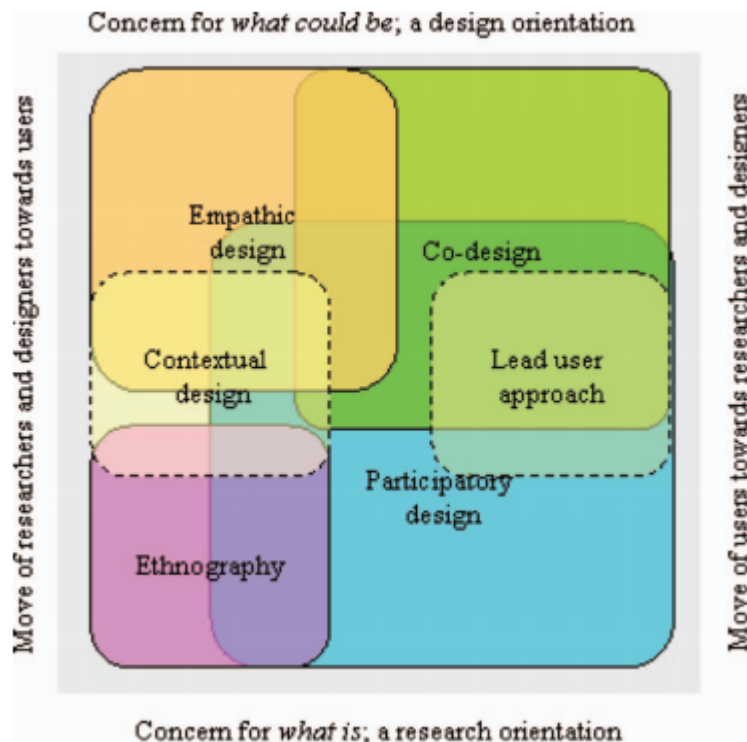 Concern for what could be; a design orientation
Move of researchers and designers towards users
Move of users towards researchers and designers
Empathic
design
Co-design
Contextual
design
Lead user
approach
Participatory
design
Ethnography
Concern for what is; a research orientation